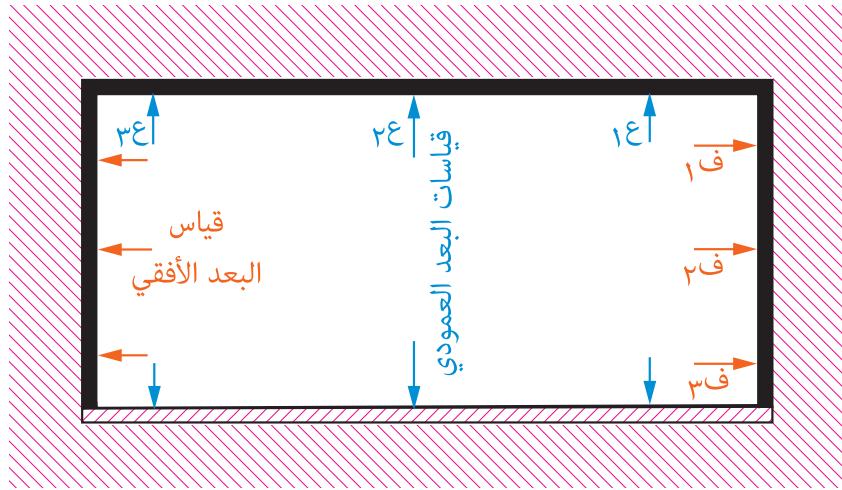 ع١
ع٢
ع٣
ف١
ف٢
ف٣
قياسات البعد العمودي
قياس
البعد الأفقي